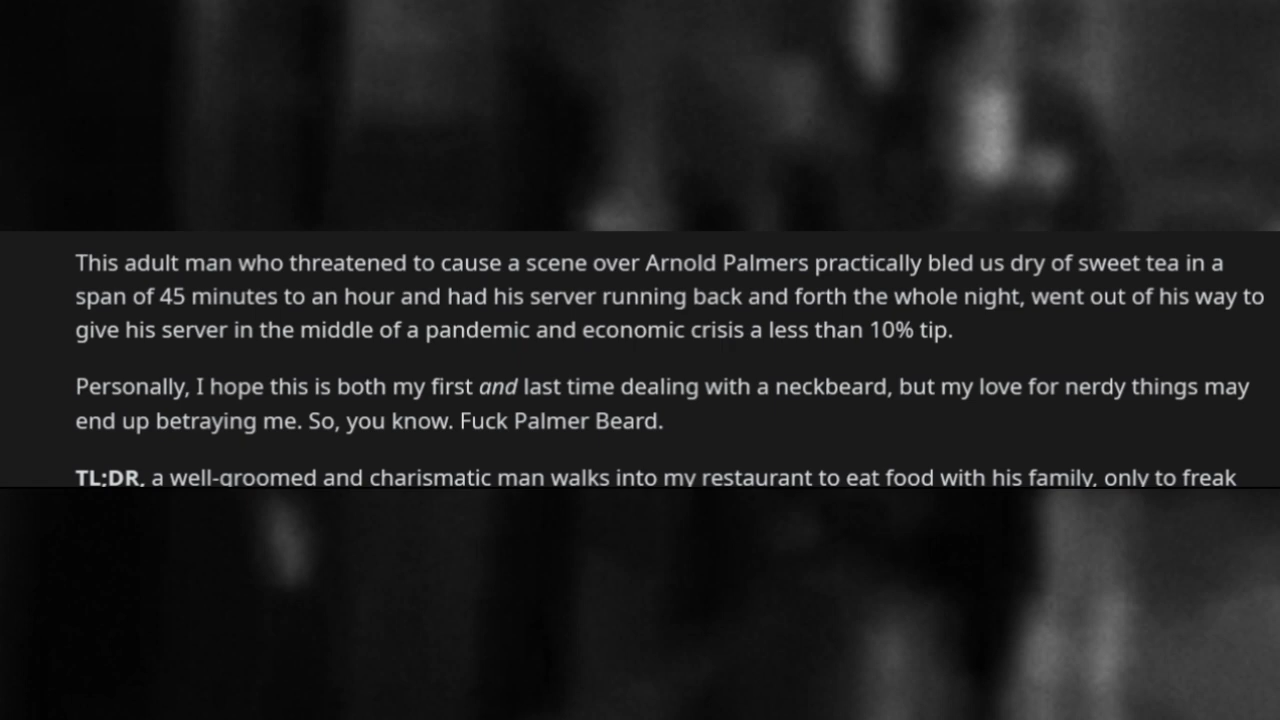 This adult man who threatened to cause a scene over Arnold Palmers practically bled us dry of sweet tea in a
span of 45 minutes to an hour and had his server running back and forth the whole night, went out of his way to
give his server in the middle of a pandemic and economic crisis a less than 10% tip.
Personally, I hope this is both my first and last time dealing with a neckbeard, but my love for nerdy things may
end up betraying me. So, you know. Fuck Palmer Beard.
TL;DR, a well-groomed and charismatic man walks into my restaurant to eat food with his family, only to freak